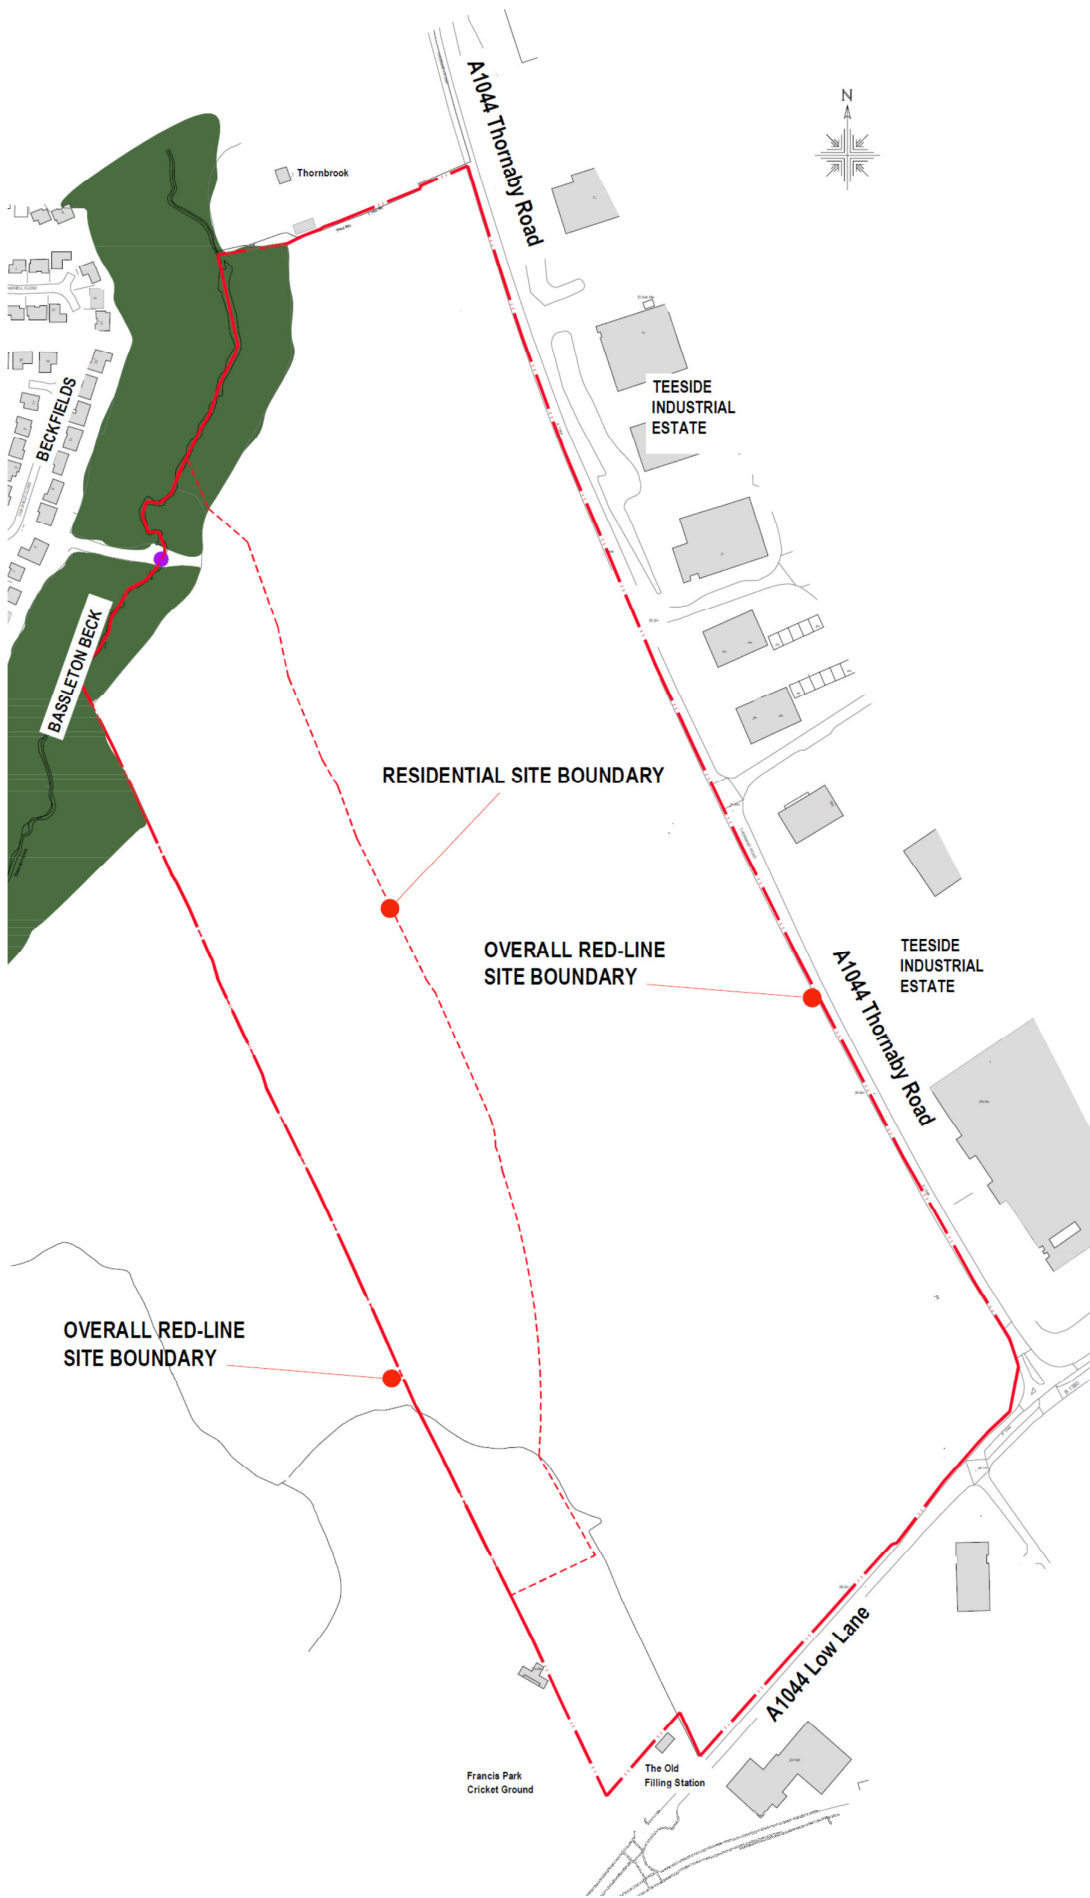 N
A1044 Thornaby Road
Thornbrook
TEESIDE
INDUSTRIAL
ESTATE
BECKFIELDS
BASSLETON BECK
RESIDENTIAL SITE BOUNDARY
OVERALL RED-LINE
SITE BOUNDARY
TEESIDE
INDUSTRIAL
ESTATE
A1044 Thornaby Road
OVERALL RED-LINE
SITE BOUNDARY
A1044 Low Lane
Francis Park
Cricket Ground
The Old
Filling Station